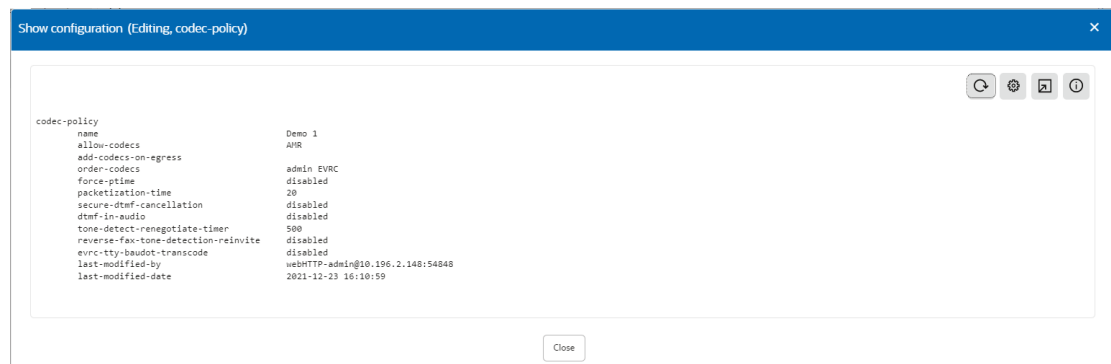 Show configuration (Editing, codec-policy)
codec-policy
name Demo 1
allow-codecs AMR
add-codecs-on-egress
order-codecs admin EVRC
force-ptime disabled
packetization-time 20
secure-dtmf-cancellation disabled
dtmf-in-audio disabled
tone-detect-renegotiate-timer 500
reverse-fax-tone-detection-reinvite disabled
evrc-tty-baudot-transcode disabled
last-modified-by webHTTP-admin@10.196.2.148:54848
last-modified-date 2021-12-23 16:10:59
Close